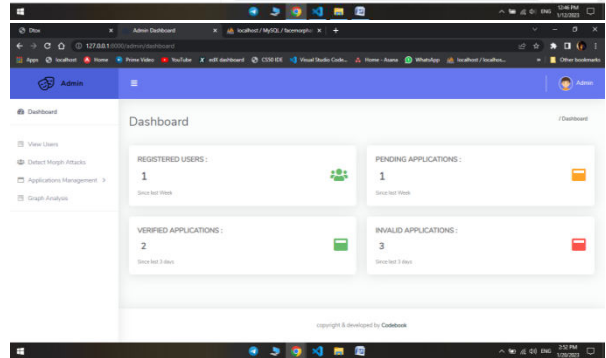 ENG 12:46 PM
1/12/2023
Dtox Admin Dashboard localhost / MySQL / facemorph
127.0.0.1:8000/admin/dashboard
Apps localhost Home Prime Video YouTube edX dashboard CS50 IDE Visual Studio Code... Home - Asana WhatsApp localhost / localhos... Other bookmarks
Admin Admin
Dashboard
Dashboard / Dashboard
View Users
Detect Morph Attacks
Applications Management >
Graph Analysis
REGISTERED USERS :
1
Since last Week
PENDING APPLICATIONS :
1
Since last Week
VERIFIED APPLICATIONS :
2
Since last 3 days
INVALID APPLICATIONS :
3
Since last 3 days
copyright & developed by Codebook
ENG 2:52 PM
1/20/2023